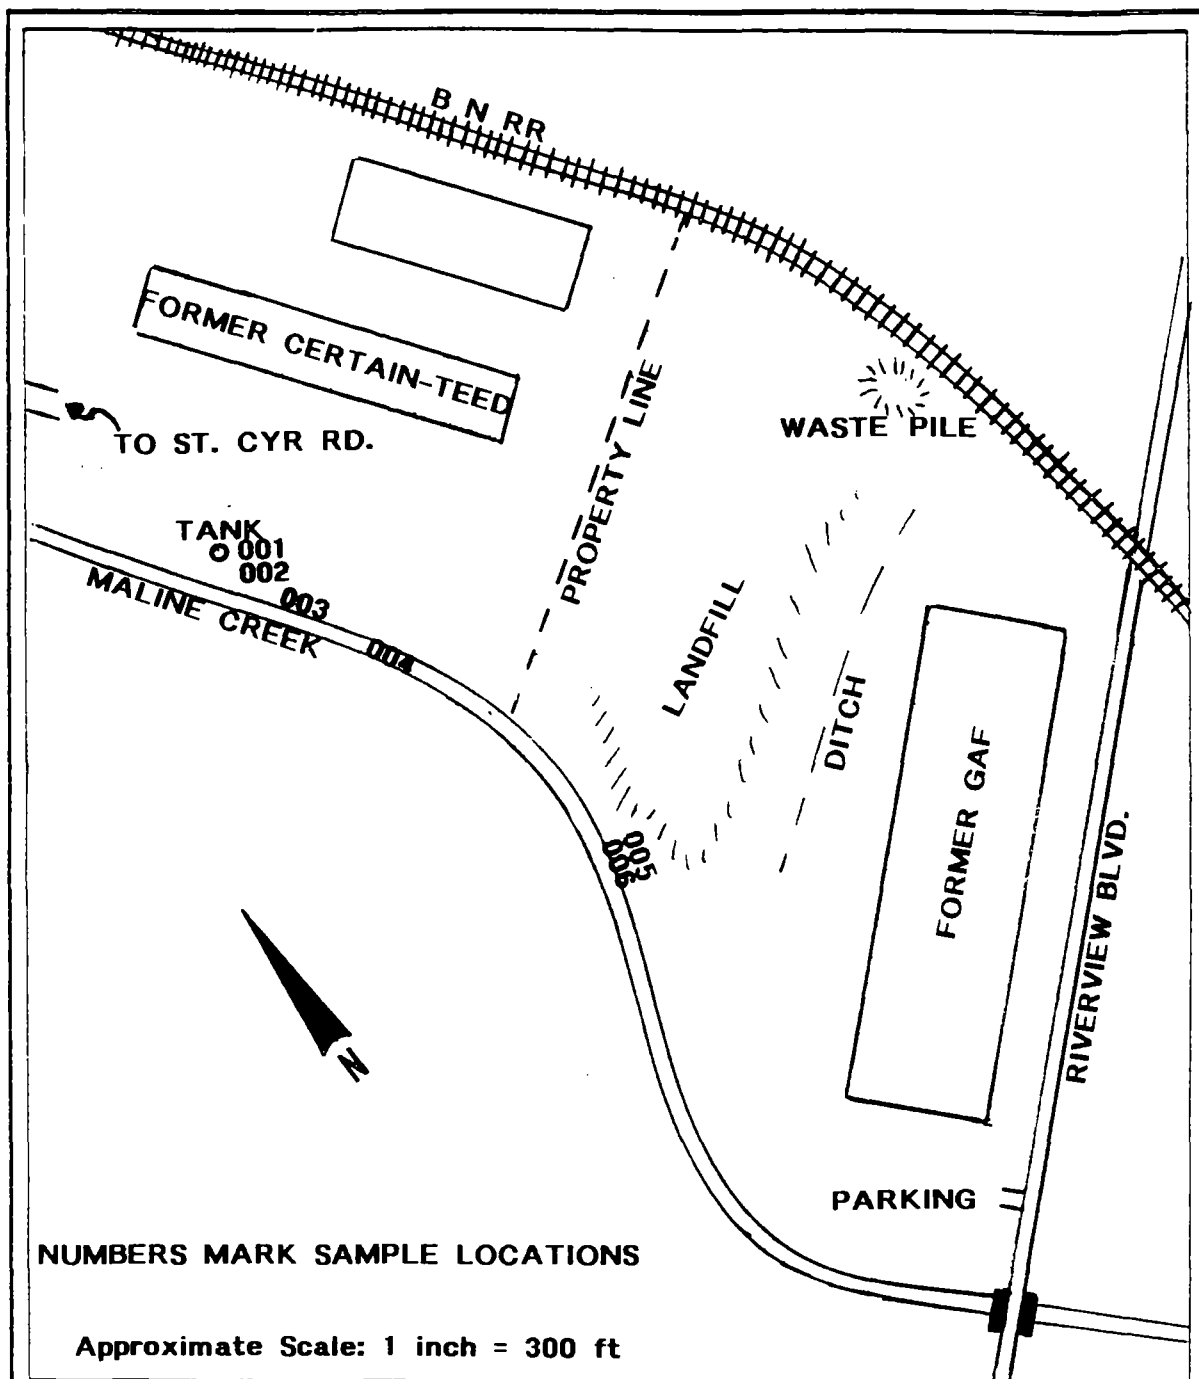 B N RR
FORMER CERTAIN-TEED
TO ST. CYR RD.
PROPERTY LINE
WASTE PILE
TANK
001
002
003
004
MALINE CREEK
LANDFILL
DITCH
005
006
FORMER GAF
RIVERVIEW BLVD.
N
PARKING
NUMBERS MARK SAMPLE LOCATIONS
Approximate Scale: 1 inch = 300 ft